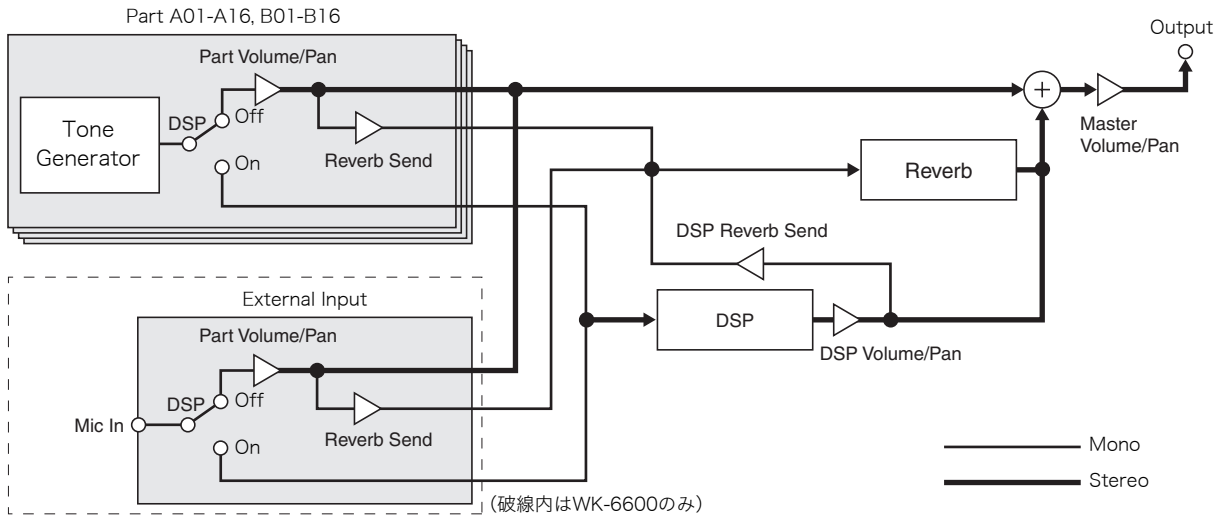 Part A01-A16, B01-B16
Output
Part Volume/Pan
Tone
Generator
DSP
Off
On
Reverb Send
+
Master
Volume/Pan
Reverb
DSP Reverb Send
DSP
DSP Volume/Pan
External Input
Part Volume/Pan
Mic In
DSP
Off
On
Reverb Send
(破線内はWK-6600のみ)
Mono
Stereo